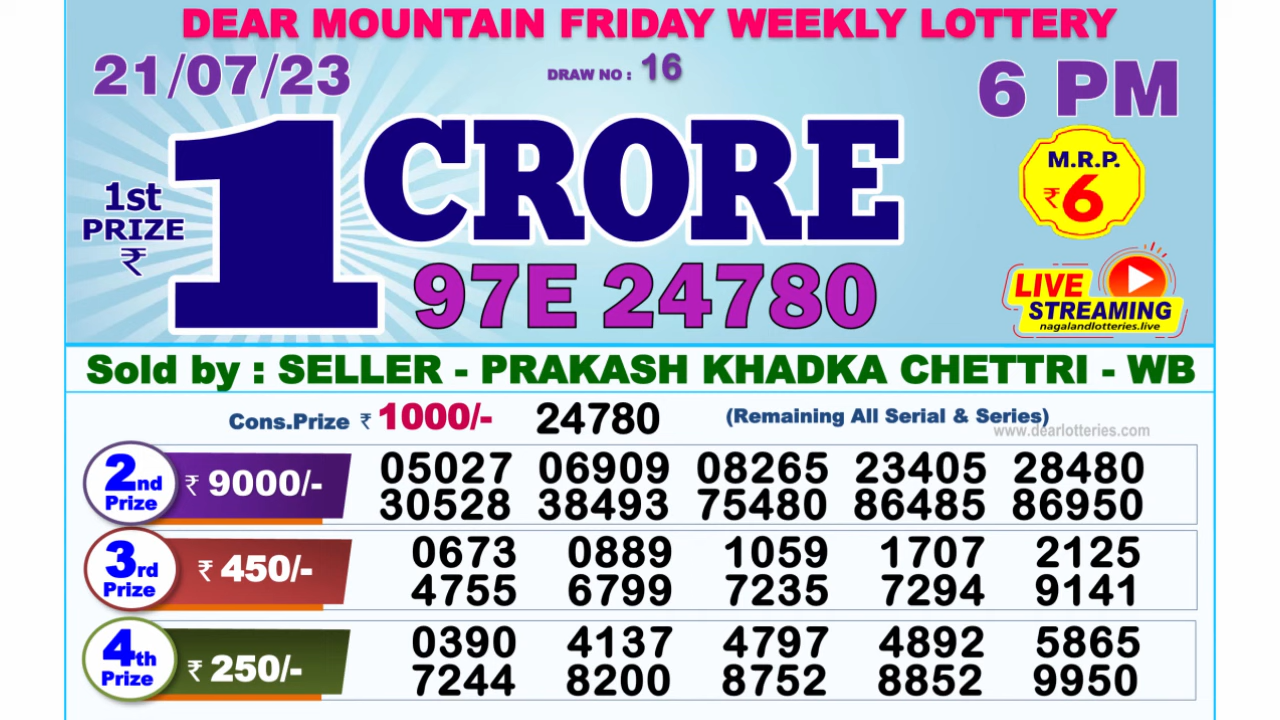 DEAR MOUNTAIN FRIDAY WEEKLY LOTTERY
21/07/23
DRAW NO : 16
6 PM
1st
PRIZE
₹
1 CRORE
M.R.P.
₹6
97E 24780
LIVE
STREAMING
nagalandlotteries.live
Sold by : SELLER - PRAKASH KHADKA CHETTRI - WB
Cons.Prize ₹ 1000/- 24780 (Remaining All Serial & Series)
www.dearlotteries.com
2nd Prize ₹ 9000/-
05027 06909 08265 23405 28480
30528 38493 75480 86485 86950
3rd Prize ₹ 450/-
0673 0889 1059 1707 2125
4755 6799 7235 7294 9141
4th Prize ₹ 250/-
0390 4137 4797 4892 5865
7244 8200 8752 8852 9950